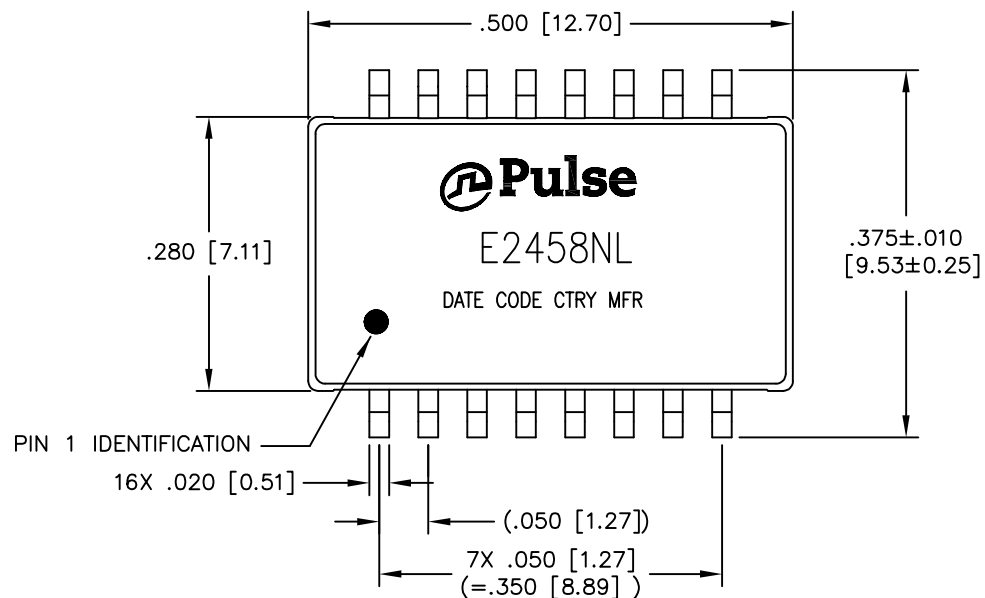 .500 [12.70]
Pulse
E2458NL
DATE CODE CTRY MFR
.280 [7.11]
.375±.010
[9.53±0.25]
PIN 1 IDENTIFICATION
16X .020 [0.51]
(.050 [1.27])
7X .050 [1.27]
(=.350 [8.89] )